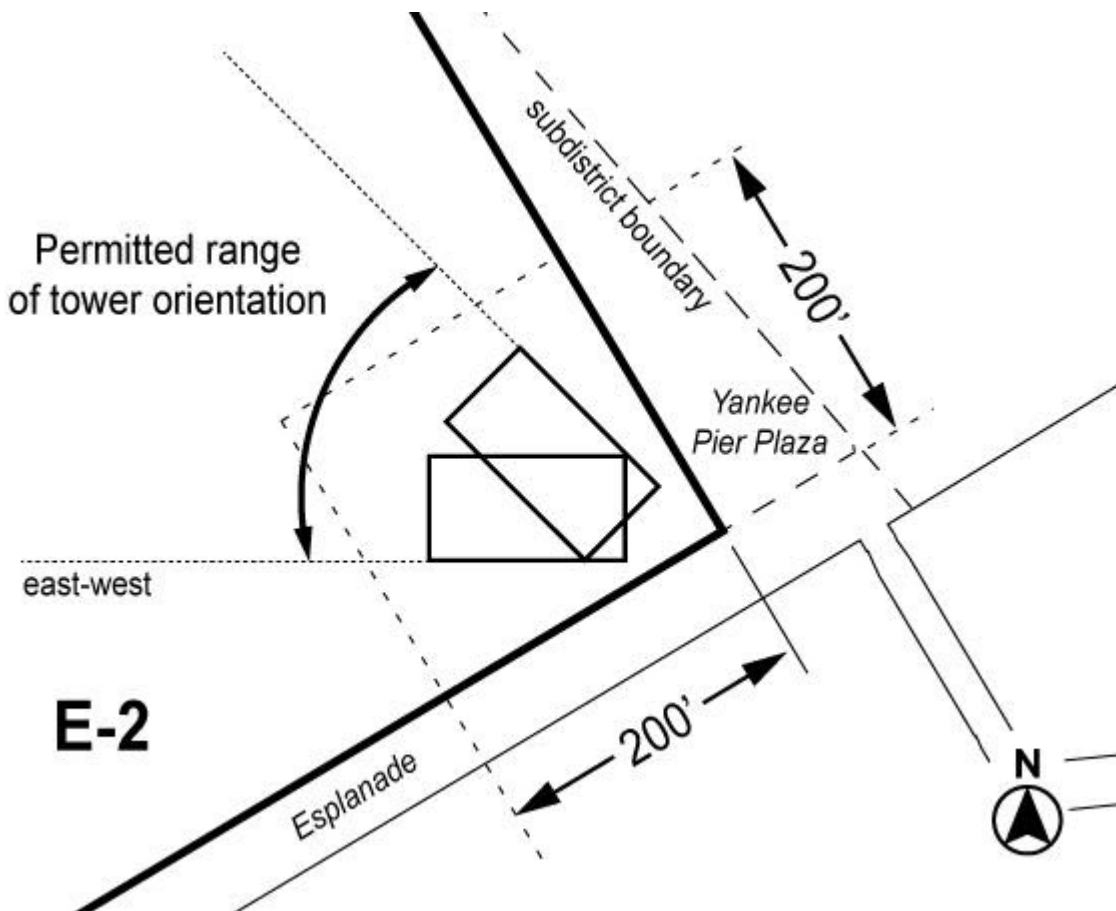 subdistrict boundary
200’
Permitted range
of tower orientation
Yankee
Pier Plaza
east-west
E-2
200’
Esplanade
N